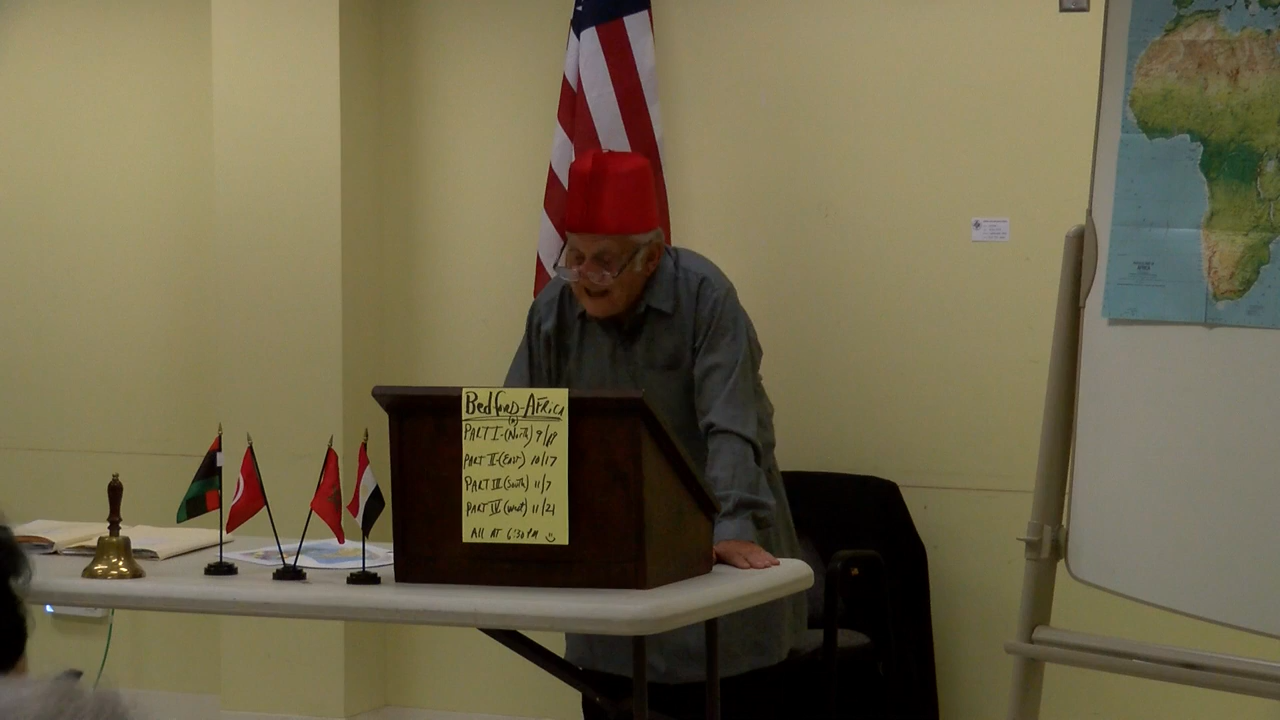 Bedford-AFRICA
PART I-(North) 9/19
PART II-(East) 10/17
PART III (South) 11/7
PART IV (West) 11/21
All AT 6:30 PM